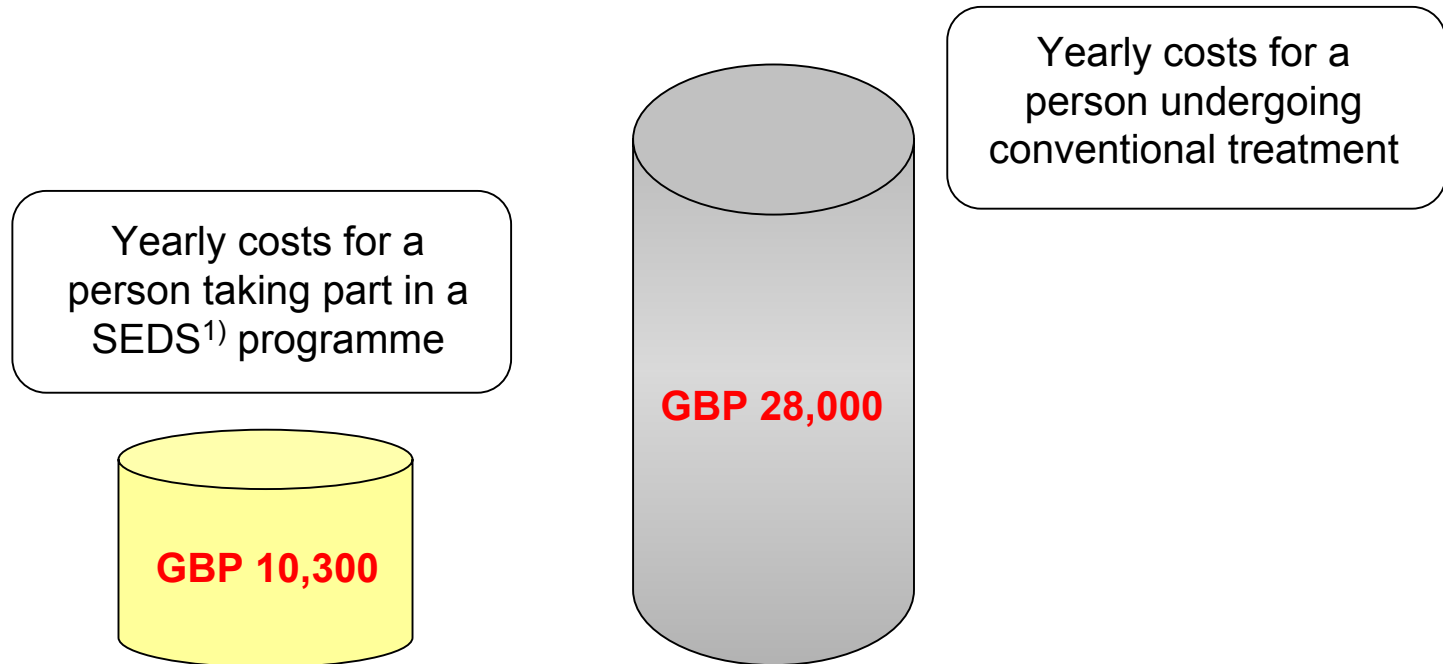 Yearly costs for a
person taking part in a
SEDS1) programme
GBP 10,300
Yearly costs for a
person undergoing
conventional treatment
GBP 28,000